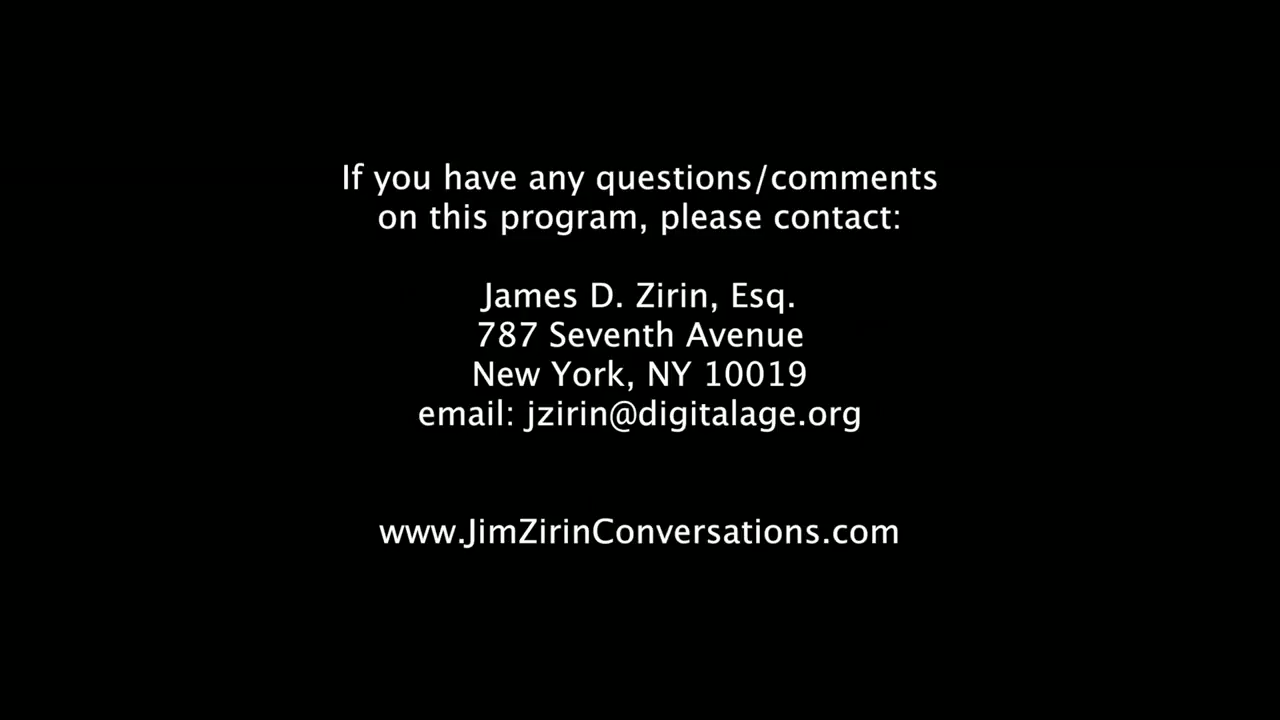 If you have any questions/comments
on this program, please contact:
James D. Zirin, Esq.
787 Seventh Avenue
New York, NY 10019
email: jzirin@digitalage.org
www.JimZirinConversations.com